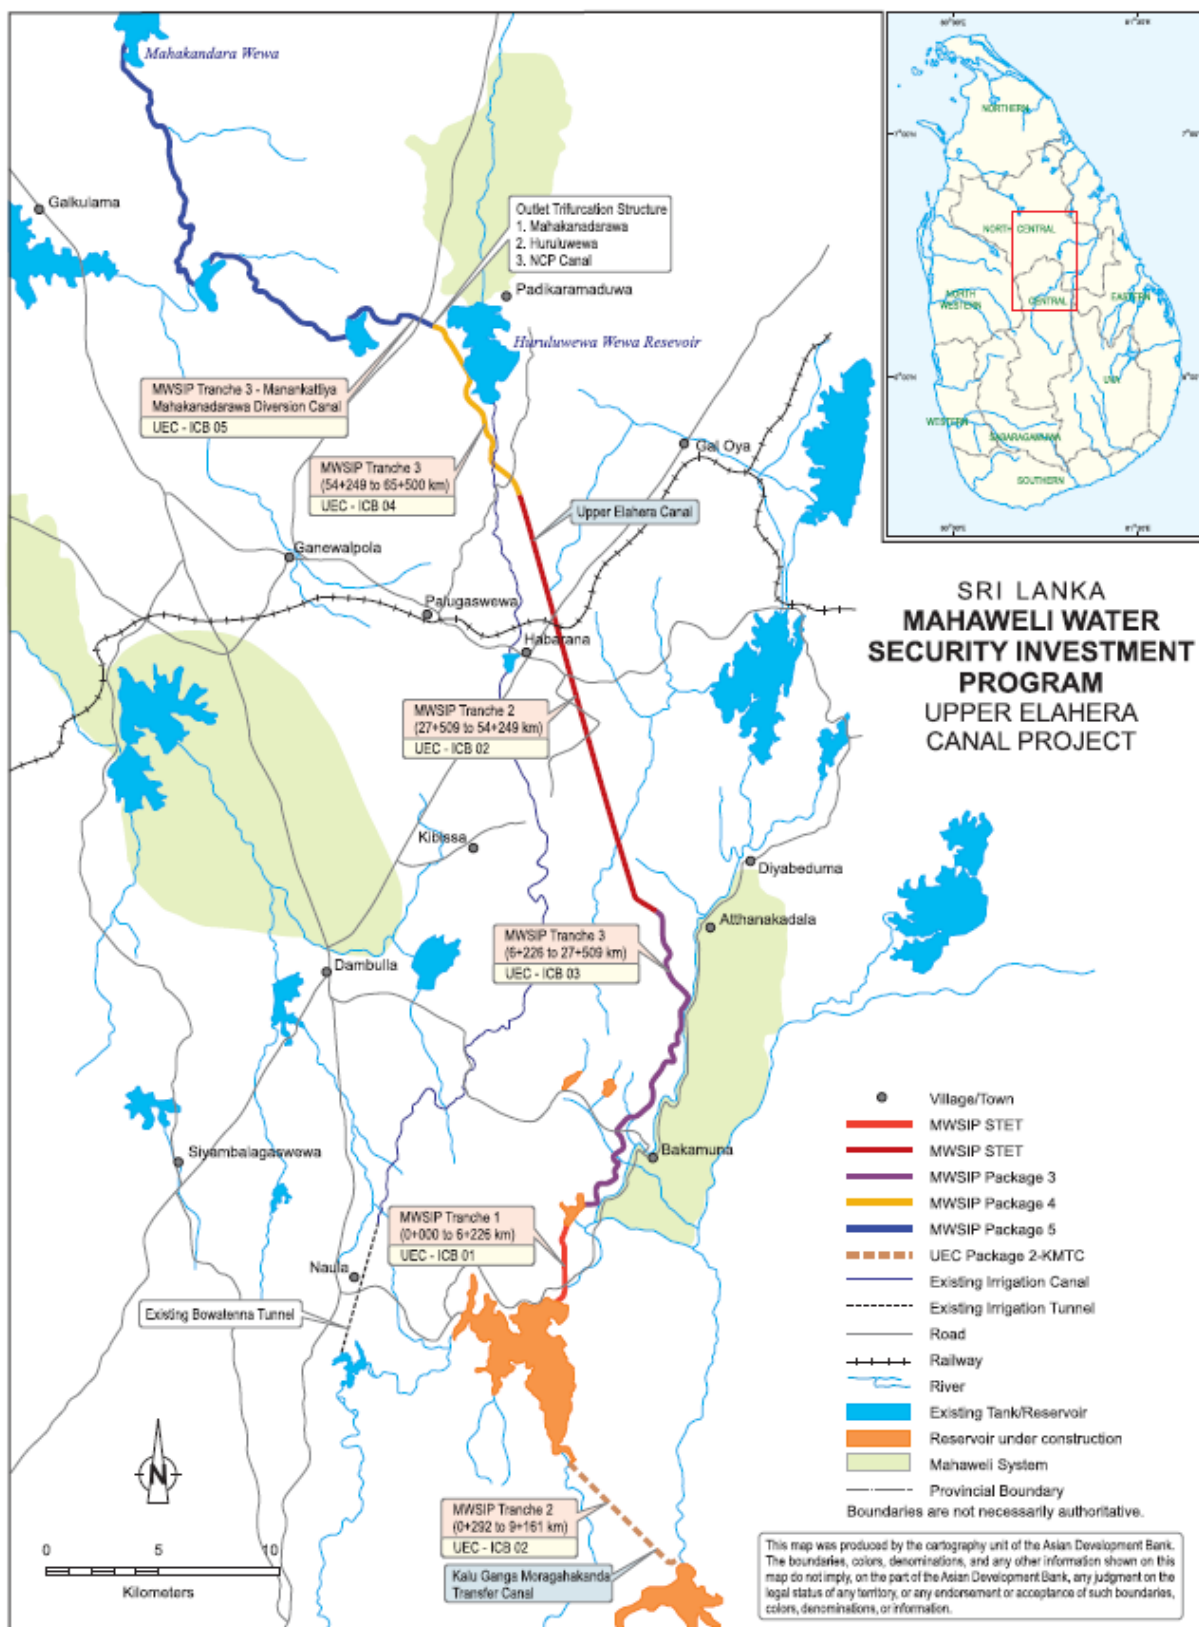 Mahakandara Wewa
Galkulama
Outlet Trifurcation Structure
1. Mahakanadarawa
2. Huruluwewa
3. NCP Canal
Padikaramaduwa
Huruluwewa Wewa Resevoir
MWSIP Tranche 3 - Manankattiya
Mahakanadarawa Diversion Canal
UEC - ICB 05
MWSIP Tranche 3
(54+249 to 65+500 km)
UEC - ICB 04
Gal Oya
Upper Elahera Canal
Ganewalpola
Palugaswewa
Habarana
MWSIP Tranche 2
(27+509 to 54+249 km)
UEC - ICB 02
Kibissa
Diyabeduma
Atthanakadala
MWSIP Tranche 3
(6+226 to 27+509 km)
UEC - ICB 03
Dambulla
Siyambalagaswewa
Bakamuna
MWSIP Tranche 1
(0+000 to 6+226 km)
UEC - ICB 01
Naula
Existing Bowatenna Tunnel
MWSIP Tranche 2
(0+292 to 9+161 km)
UEC - ICB 02
Kalu Ganga Moragahakanda
Transfer Canal
N
0 5 10
Kilometers
NORTHERN
NORTH CENTRAL
NORTH
WESTERN
CENTRAL
EASTERN
UVA
WESTERN
SABARAGAMUWA
SOUTHERN
SRI LANKA
MAHAWELI WATER
SECURITY INVESTMENT
PROGRAM
UPPER ELAHERA
CANAL PROJECT
Village/Town
MWSIP STET
MWSIP STET
MWSIP Package 3
MWSIP Package 4
MWSIP Package 5
UEC Package 2-KMTC
Existing Irrigation Canal
Existing Irrigation Tunnel
Road
Railway
River
Existing Tank/Reservoir
Reservoir under construction
Mahaweli System
Provincial Boundary
Boundaries are not necessarily authoritative.
This map was produced by the cartography unit of the Asian Development Bank.
The boundaries, colors, denominations, and any other information shown on this
map do not imply, on the part of the Asian Development Bank, any judgment on the
legal status of any territory, or any endorsement or acceptance of such boundaries,
colors, denominations, or information.